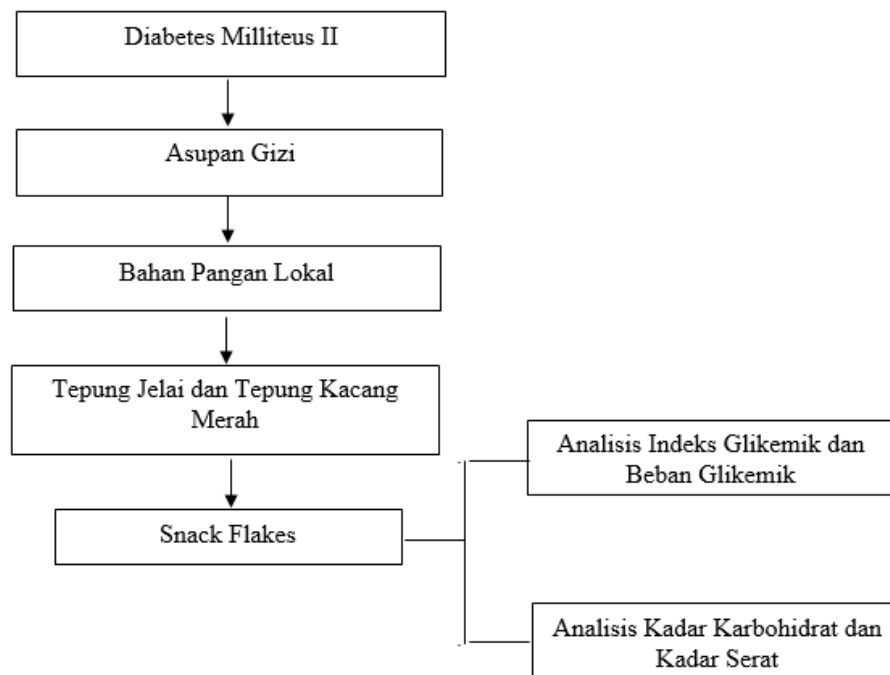 Diabetes Milliteus II
Asupan Gizi
Bahan Pangan Lokal
Tepung Jelai dan Tepung Kacang
Merah
Snack Flakes
Analisis Indeks Glikemik dan
Beban Glikemik
Analisis Kadar Karbohidrat dan
Kadar Serat